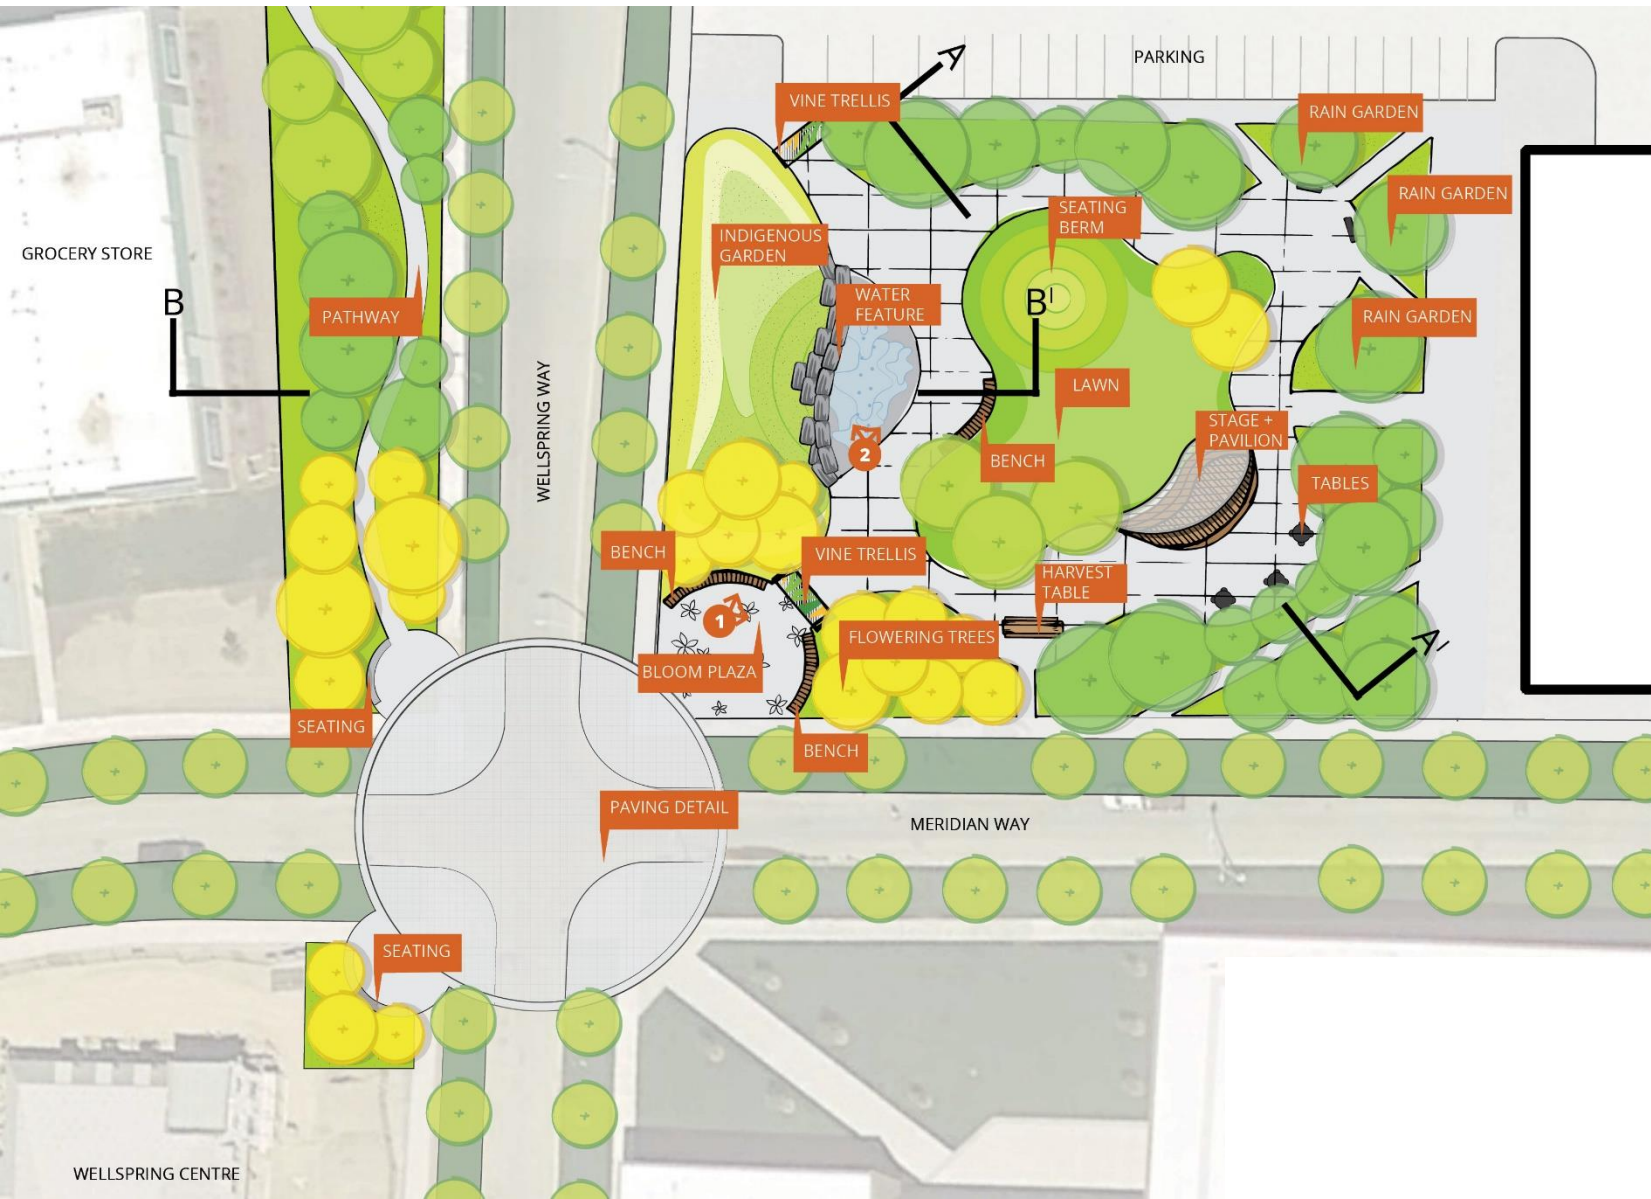 PARKING
A
VINE TRELLIS
RAIN GARDEN
RAIN GARDEN
SEATING
BERM
INDIGENOUS
GARDEN
GROCERY STORE
B
PATHWAY
WATER
FEATURE
B|
RAIN GARDEN
WELLSPRING WAY
LAWN
STAGE +
PAVILION
2
BENCH
TABLES
BENCH
VINE TRELLIS
HARVEST
TABLE
1
FLOWERING TREES
A|
BLOOM PLAZA
SEATING
BENCH
PAVING DETAIL
MERIDIAN WAY
SEATING
WELLSPRING CENTRE